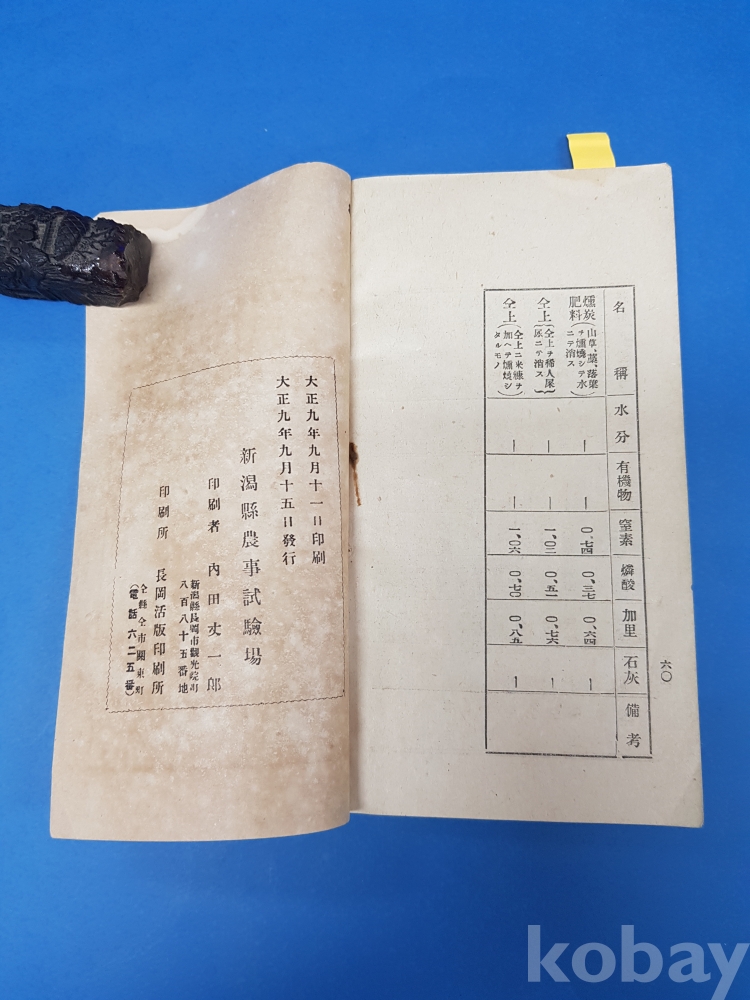 六〇
名稱 水分 有機物 窒素 燐酸 加里 石灰 備考
燻炭肥料(山草、藁、落葉ヲ燻燒シテ水ニテ消ス) ― ― 〇、七四 〇、三七 〇、六四 ―
仝上(仝上ヲ稀人尿尿ニテ消ス) ― ― 一、〇三 〇、五一 〇、七六 ―
仝上(仝上ニ米糠ヲ加ヘテ燻燒シタルモノ) ― ― 一、〇六 〇、七〇 〇、八五 ―
大正九年九月十一日印刷
大正九年九月十五日發行
新潟縣農事試驗場
印刷者 內田丈一郎
新潟縣長岡市觀光院町
八百八十五番地
印刷所 長岡活版印刷所
仝縣仝市關東町
(電話六二五番)
kobay